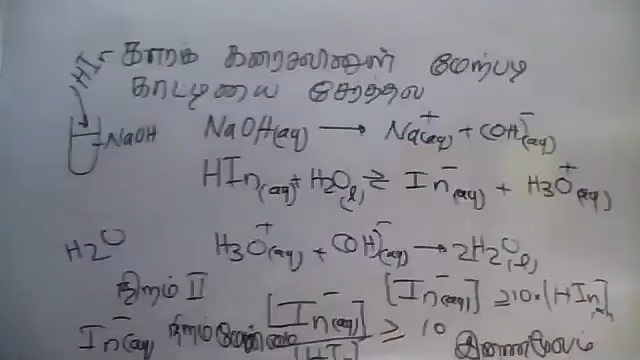 HIn காரக கரைசலினுள் மேற்படி
காட்டியை சேர்த்தல்
NaOH NaOH(aq) → Na⁺(aq) + OH⁻(aq)
HIn(aq) + H2O(l) ⇌ In⁻(aq) + H3O⁺(aq)
H2O H3O⁺(aq) + OH⁻(aq) → 2H2O(l)
நிறம் II [In⁻(aq)] ≥ 10×[HIn]
In⁻(aq) [In⁻(aq)] ≥ 10